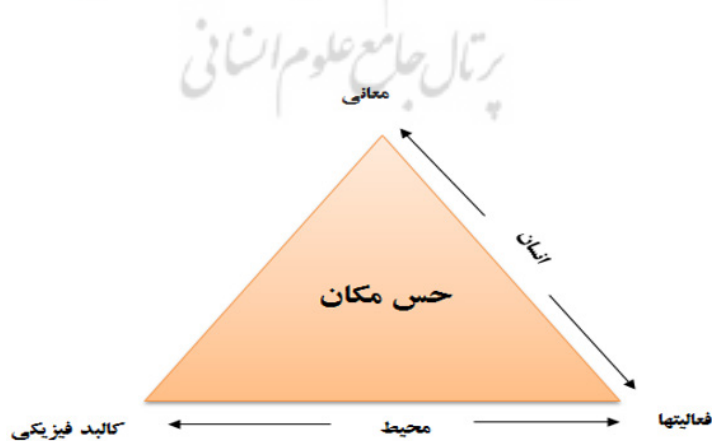 پرتال جامع علوم انسانی
معانی
انسان
حس مکان
فعالیتها
محیط
کالبد فیزیکی